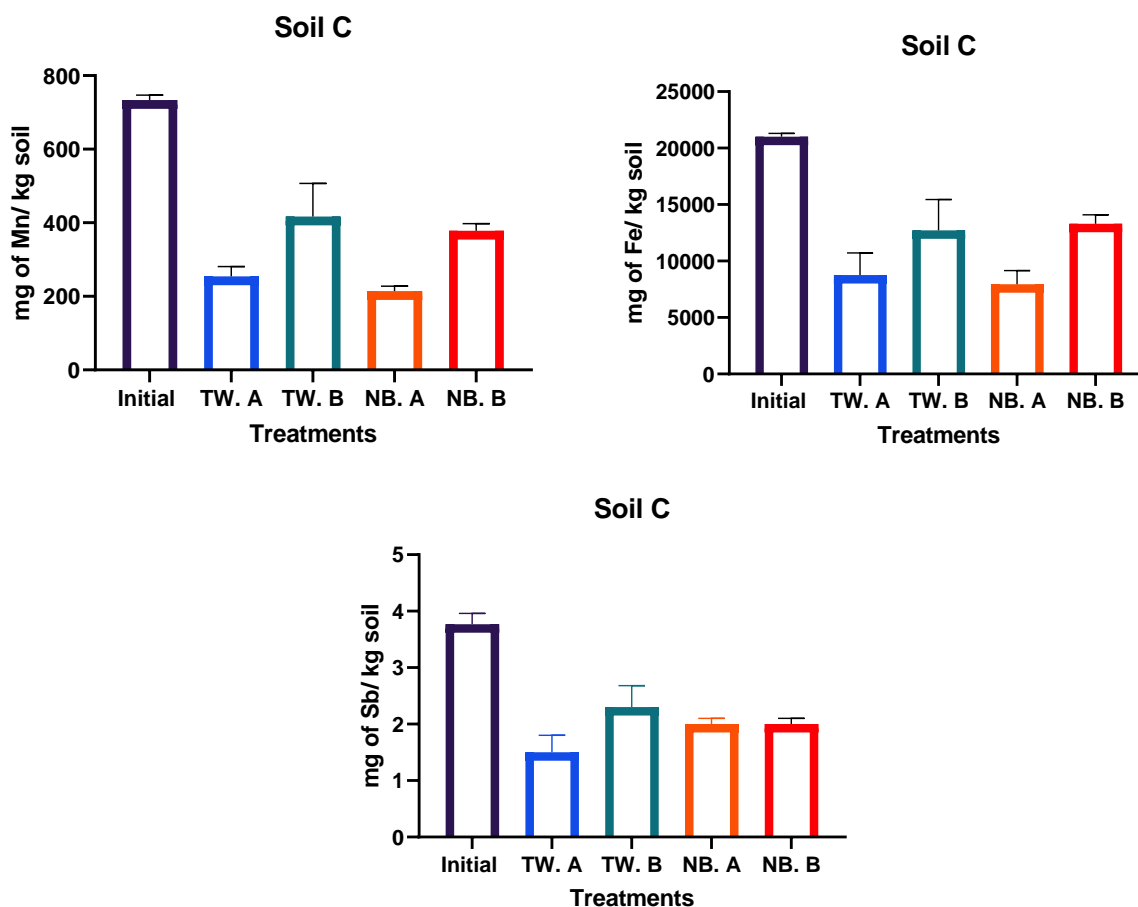 Soil C
800
600
400
200
0
mg of Mn/ kg soil
Initial TW. A TW. B NB. A NB. B
Treatments
Soil C
25000
20000
15000
10000
5000
0
mg of Fe/ kg soil
Initial TW. A TW. B NB. A NB. B
Treatments
Soil C
5
4
3
2
1
0
mg of Sb/ kg soil
Initial TW. A TW. B NB. A NB. B
Treatments